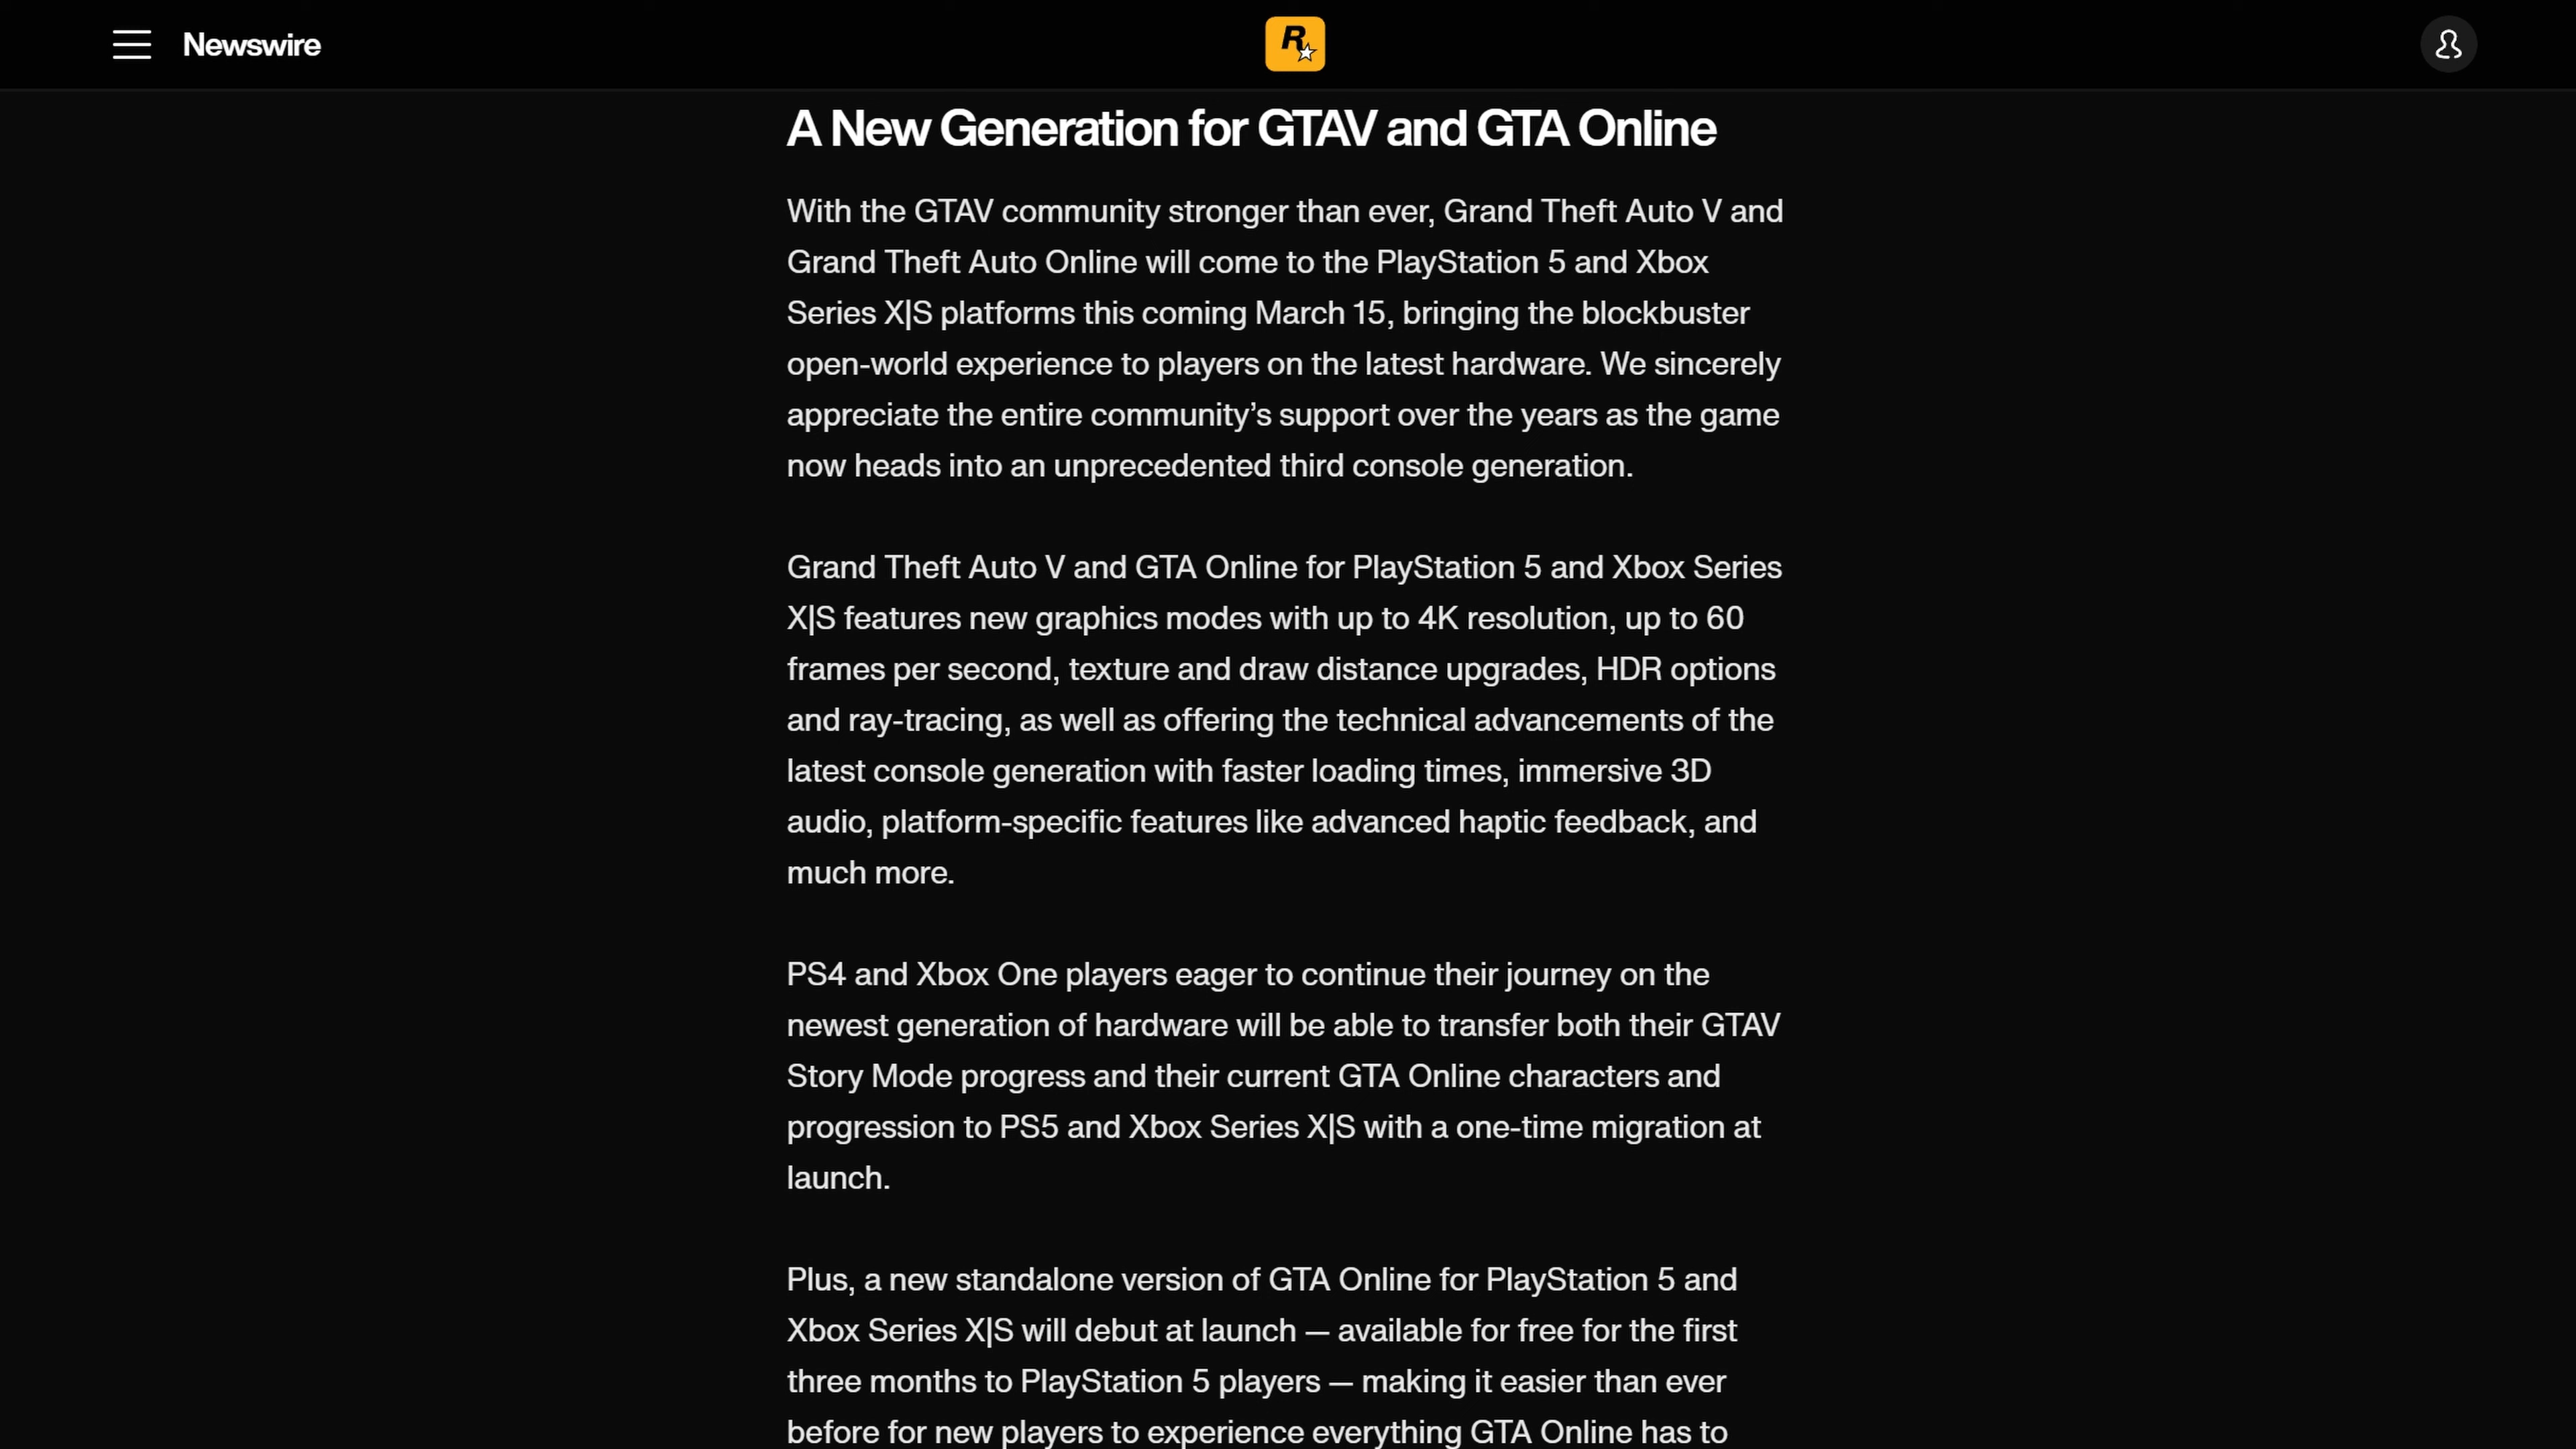 Newswire
R
A New Generation for GTAV and GTA Online
With the GTAV community stronger than ever, Grand Theft Auto V and
Grand Theft Auto Online will come to the PlayStation 5 and Xbox
Series X|S platforms this coming March 15, bringing the blockbuster
open-world experience to players on the latest hardware. We sincerely
appreciate the entire community’s support over the years as the game
now heads into an unprecedented third console generation.
Grand Theft Auto V and GTA Online for PlayStation 5 and Xbox Series
X|S features new graphics modes with up to 4K resolution, up to 60
frames per second, texture and draw distance upgrades, HDR options
and ray-tracing, as well as offering the technical advancements of the
latest console generation with faster loading times, immersive 3D
audio, platform-specific features like advanced haptic feedback, and
much more.
PS4 and Xbox One players eager to continue their journey on the
newest generation of hardware will be able to transfer both their GTAV
Story Mode progress and their current GTA Online characters and
progression to PS5 and Xbox Series X|S with a one-time migration at
launch.
Plus, a new standalone version of GTA Online for PlayStation 5 and
Xbox Series X|S will debut at launch — available for free for the first
three months to PlayStation 5 players — making it easier than ever
before for new players to experience everything GTA Online has to